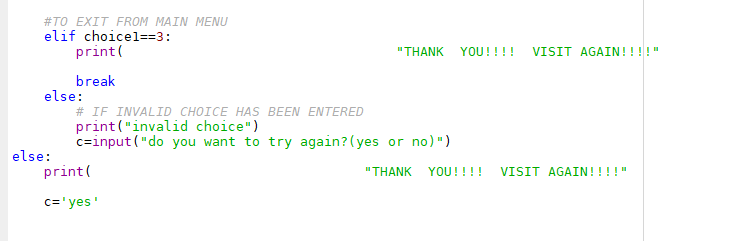 #TO EXIT FROM MAIN MENU
elif choice1==3:
print( "THANK  YOU!!!!  VISIT AGAIN!!!!"
break
else:
# IF INVALID CHOICE HAS BEEN ENTERED
print("invalid choice")
c=input("do you want to try again?(yes or no)")
else:
print( "THANK  YOU!!!!  VISIT AGAIN!!!!"
c='yes'